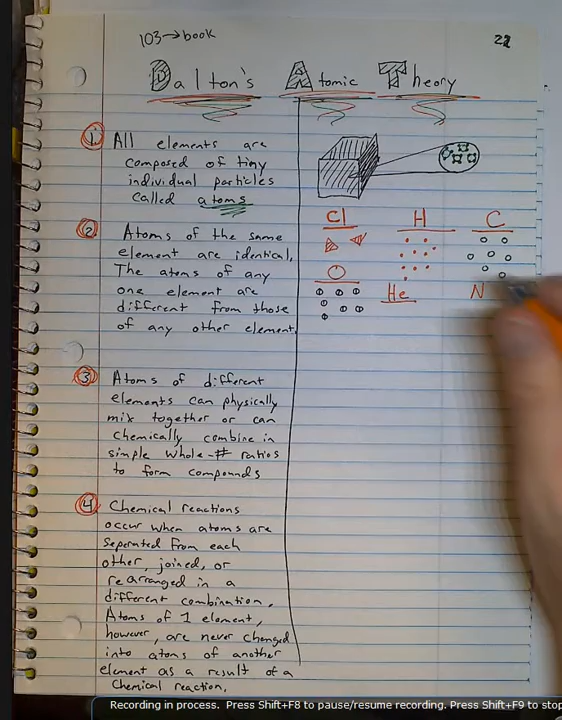 103→book
22
Dalton's Atomic Theory
① All elements are
composed of tiny
individual particles
called atoms
② Atoms of the same
element are identical.
The atoms of any
one element are
different from those
of any other element.
③ Atoms of different
elements can physically
mix together or can
chemically combine in
simple whole-# ratios
to form compounds
④ Chemical reactions
occur when atoms are
seperated from each
other, joined, or
rearranged in a
different combination.
Atoms of 1 element,
however, are never changed
into atoms of another
element as a result of a
Chemical reaction.
Cl H C
O
He N
Recording in process. Press Shift+F8 to pause/resume recording. Press Shift+F9 to stop